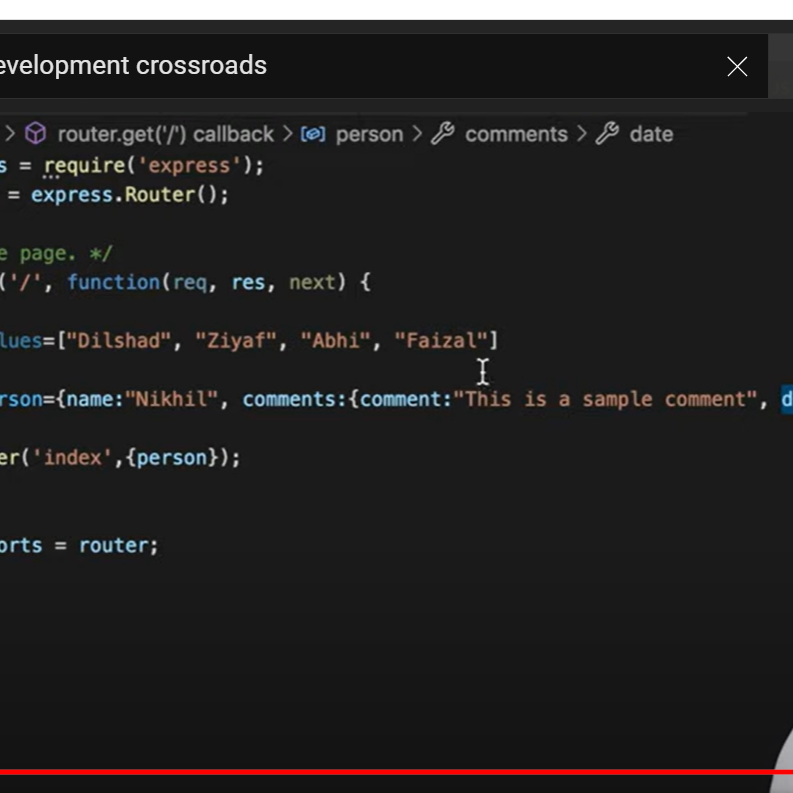 evelopment crossroads
router.get('/') callback > person > comments > date
s = require('express');
= express.Router();
e page. */
('/', function(req, res, next) {
lues=["Dilshad", "Ziyaf", "Abhi", "Faizal"]
rson={name:"Nikhil", comments:{comment:"This is a sample comment", d
er('index',{person});
orts = router;